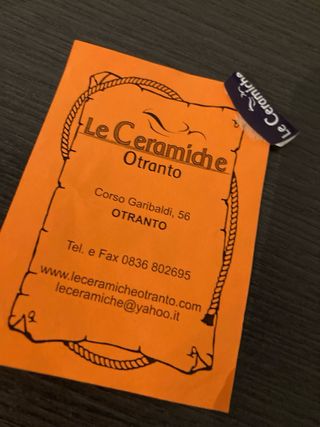 Le Ceramiche
Otranto
Corso Garibaldi, 56
OTRANTO
Tel. e Fax 0836 802695
www.leceramicheotranto.com
leceramiche@yahoo.it
Le Ceramiche